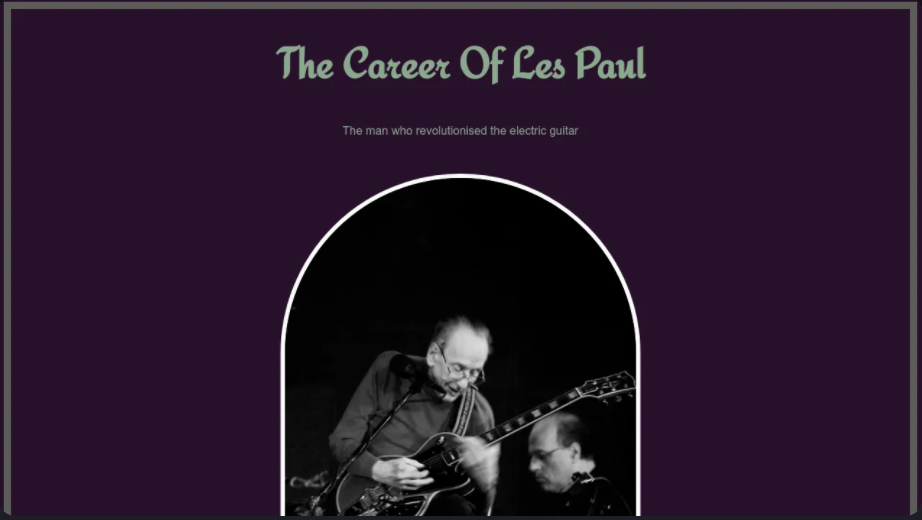 The Career Of Les Paul
The man who revolutionised the electric guitar